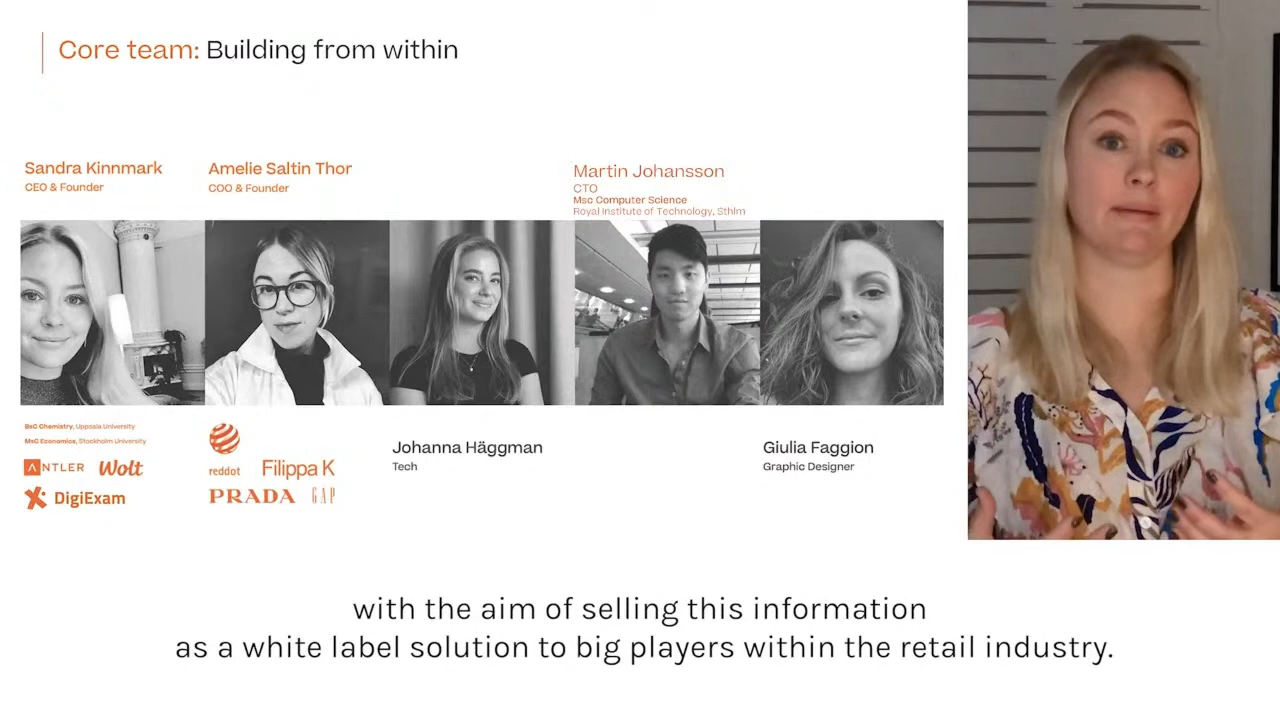 Core team: Building from within
Sandra Kinnmark
CEO & Founder
Amelie Saltin Thor
COO & Founder
Martin Johansson
CTO
Msc Computer Science
Royal Institute of Technology, Sthlm
BsC Chemistry, Uppsala University
MsC Economics, Stockholm University
ANTLER Wolt
DigiExam
reddot Filippa K
PRADA GAP
Johanna Häggman
Tech
Giulia Faggion
Graphic Designer
with the aim of selling this information
as a white label solution to big players within the retail industry.